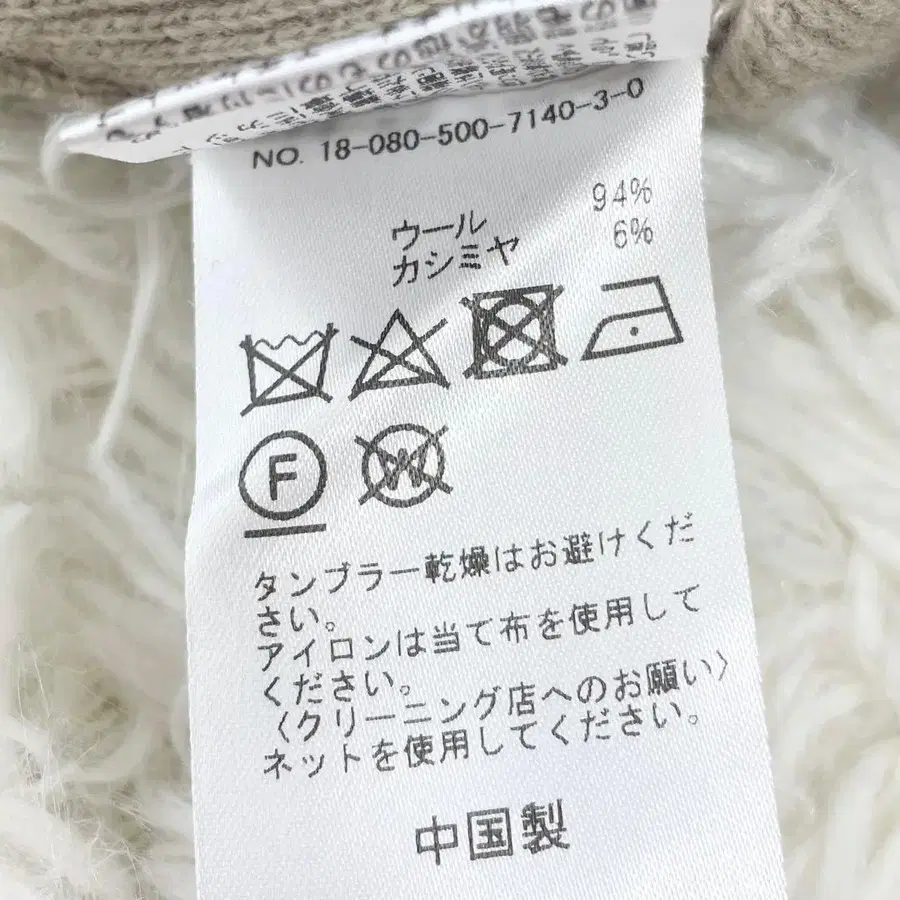 NO. 18-080-500-7140-3-0
ウール 94%
カシミヤ 6%
F
W
タンブラー乾燥はお避けくだ
さい。
アイロンは当て布を使用して
ください。
〈クリーニング店へのお願い〉
ネットを使用してください。
中国製